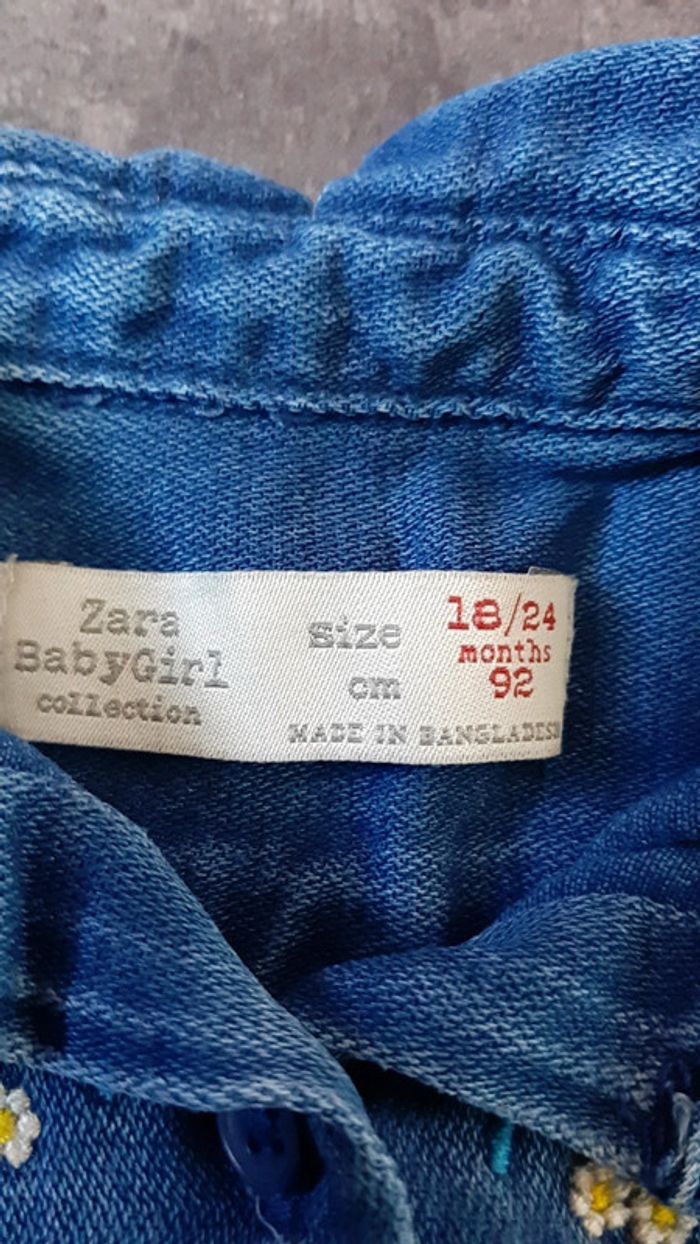 Zara
BabyGirl
collection
size
cm
18/24
months
92
MADE IN BANGLADESH